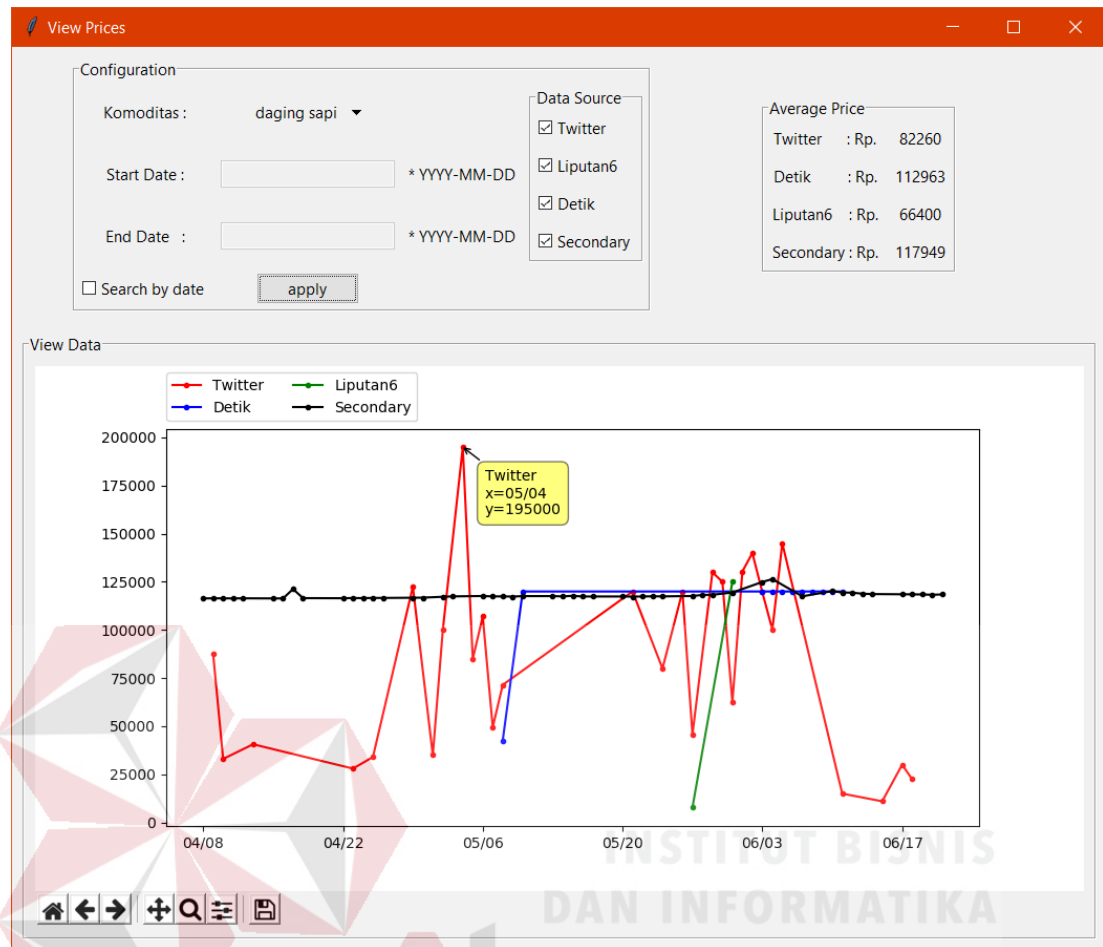 View Prices
Configuration
Komoditas :
daging sapi
Start Date :
* YYYY-MM-DD
End Date :
* YYYY-MM-DD
Search by date
apply
Data Source
Twitter
Liputan6
Detik
Secondary
Average Price
Twitter : Rp. 82260
Detik : Rp. 112963
Liputan6 : Rp. 66400
Secondary : Rp. 117949
View Data
Twitter Liputan6
Detik Secondary
200000
175000
150000
125000
100000
75000
50000
25000
0
Twitter
x=05/04
y=195000
04/08 04/22 05/06 05/20 06/03 06/17
INSTITUT BISNIS
DAN INFORMATIKA